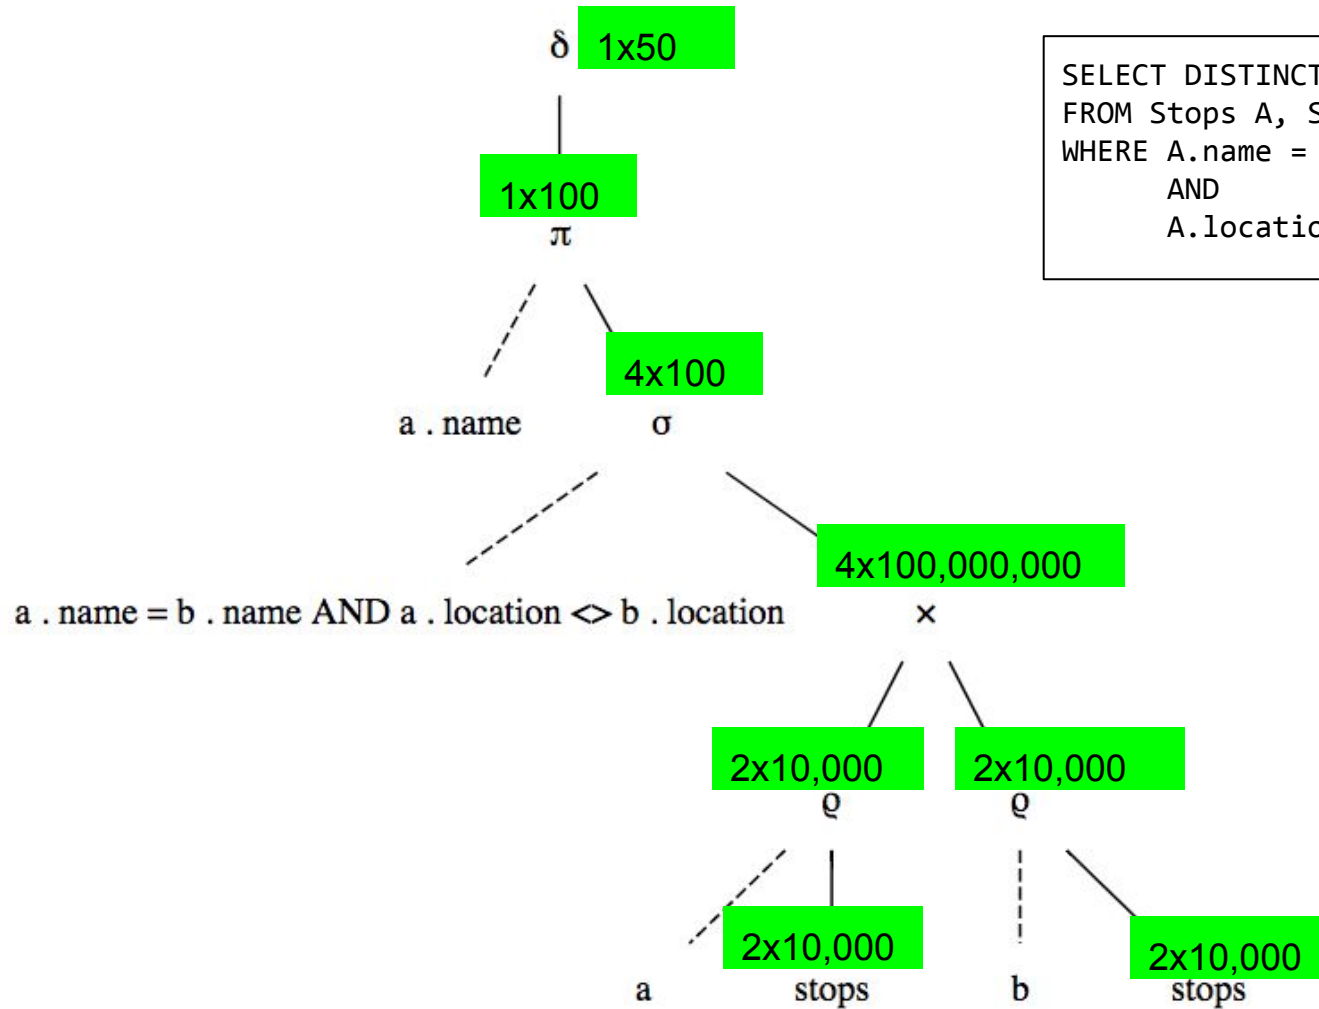 δ 1x50
SELECT DISTINCT
FROM Stops A,
WHERE A.name =
AND
1x100
π
4x100
a . name σ
4x100,000,000
a . name = b . name AND a . location <> b . location ×
2x10,000 2x10,000
ϱ ϱ
2x10,000 2x10,000
a stops b stops